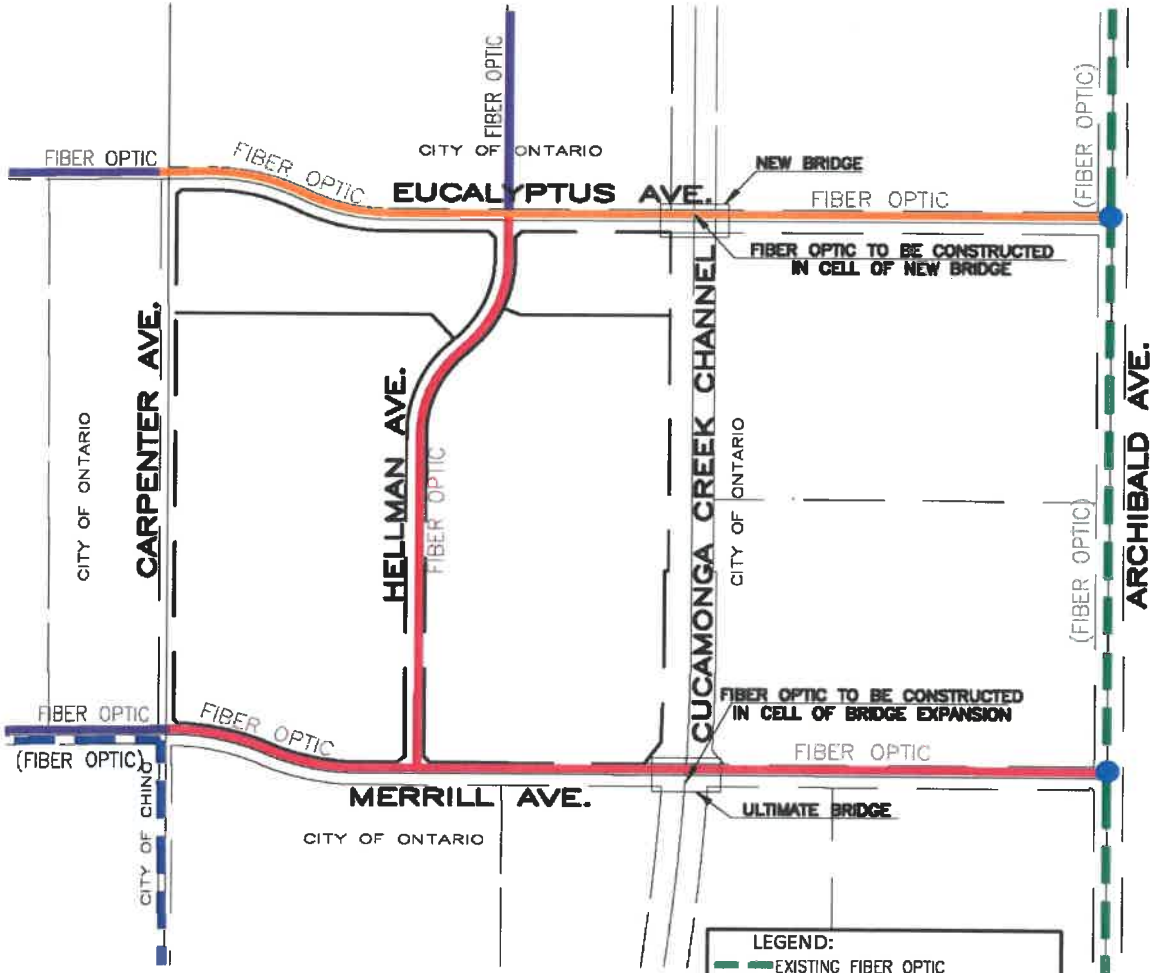 FIBER OPTIC
(FIBER OPTIC)
CITY OF ONTARIO
FIBER OPTIC
FIBER OPTIC
NEW BRIDGE
EUCALYPTUS AVE.
FIBER OPTIC
FIBER OPTIC TO BE CONSTRUCTED
IN CELL OF NEW BRIDGE
CARPENTER AVE.
CITY OF ONTARIO
HELLMAN AVE.
FIBER OPTIC
CUCAMONGA CREEK CHANNEL
CITY OF ONTARIO
ARCHIBALD AVE.
(FIBER OPTIC)
FIBER OPTIC TO BE CONSTRUCTED
IN CELL OF BRIDGE EXPANSION
FIBER OPTIC
FIBER OPTIC
FIBER OPTIC
(FIBER OPTIC)
CITY OF CHINO
MERRILL AVE.
ULTIMATE BRIDGE
CITY OF ONTARIO
LEGEND:
EXISTING FIBER OPTIC